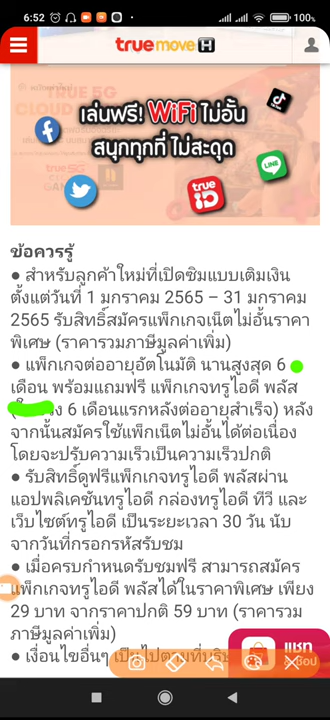 6:52
100%
true move H
เล่นฟรี! WiFi ไม่อั้น
สนุกทุกที่ ไม่สะดุด
LINE
true
iD
ข้อควรรู้
● สำหรับลูกค้าใหม่ที่เปิดซิมแบบเติมเงิน
ตั้งแต่วันที่ 1 มกราคม 2565 – 31 มกราคม
2565 รับสิทธิ์สมัครแพ็กเกจเน็ตไม่อั้นราคา
พิเศษ (ราคารวมภาษีมูลค่าเพิ่ม)
● แพ็กเกจต่ออายุอัตโนมัติ นานสูงสุด 6
เดือน พร้อมแถมฟรี แพ็กเกจทรูไอดี พลัส
6 เดือนแรกหลังต่ออายุสำเร็จ) หลัง
จากนั้นสมัครใช้แพ็กเน็ตไม่อั้นได้ต่อเนื่อง
โดยจะปรับความเร็วเป็นความเร็วปกติ
● รับสิทธิ์ดูฟรีแพ็กเกจทรูไอดี พลัสผ่าน
แอปพลิเคชันทรูไอดี กล่องทรูไอดี ทีวี และ
เว็บไซต์ทรูไอดี เป็นระยะเวลา 30 วัน นับ
จากวันที่กรอกรหัสรับชม
● เมื่อครบกำหนดรับชมฟรี สามารถสมัคร
แพ็กเกจทรูไอดี พลัสได้ในราคาพิเศษ เพียง
29 บาท จากราคาปกติ 59 บาท (ราคารวม
ภาษีมูลค่าเพิ่ม)
● เงื่อนไขอื่นๆ เป็นไปตามที่บริษ
แชท